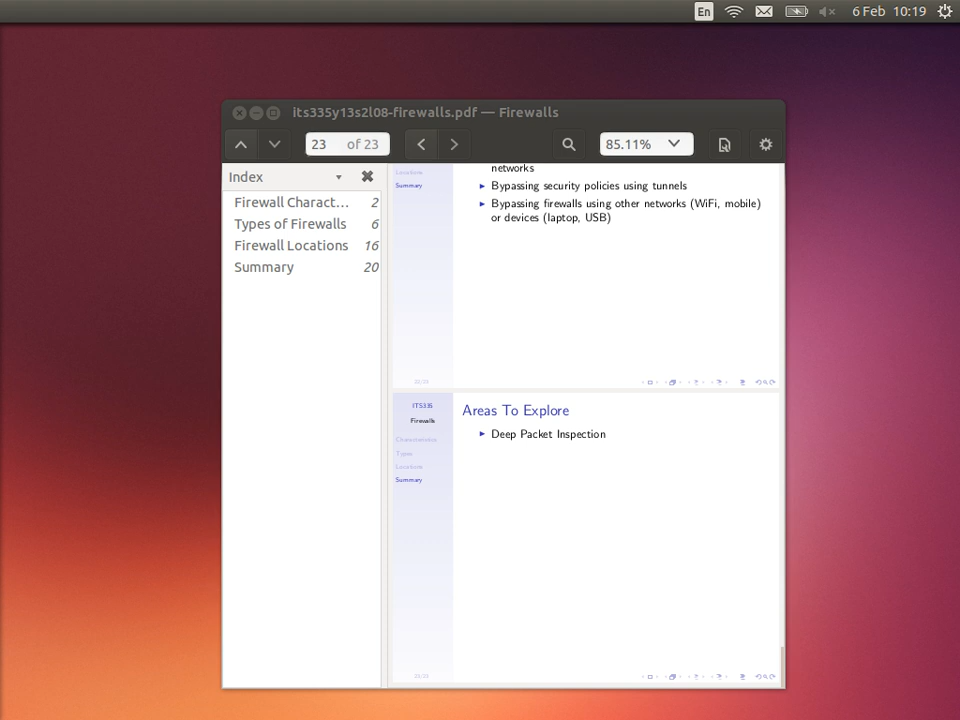 En 6 Feb 10:19
its335y13s2l08-firewalls.pdf — Firewalls
23 of 23 85.11%
Index
Firewall Charact... 2
Types of Firewalls 6
Firewall Locations 16
Summary 20
Locations
Summary
networks
Bypassing security policies using tunnels
Bypassing firewalls using other networks (WiFi, mobile)
or devices (laptop, USB)
ITS335
Firewalls
Characteristics
Types
Locations
Summary
Areas To Explore
Deep Packet Inspection